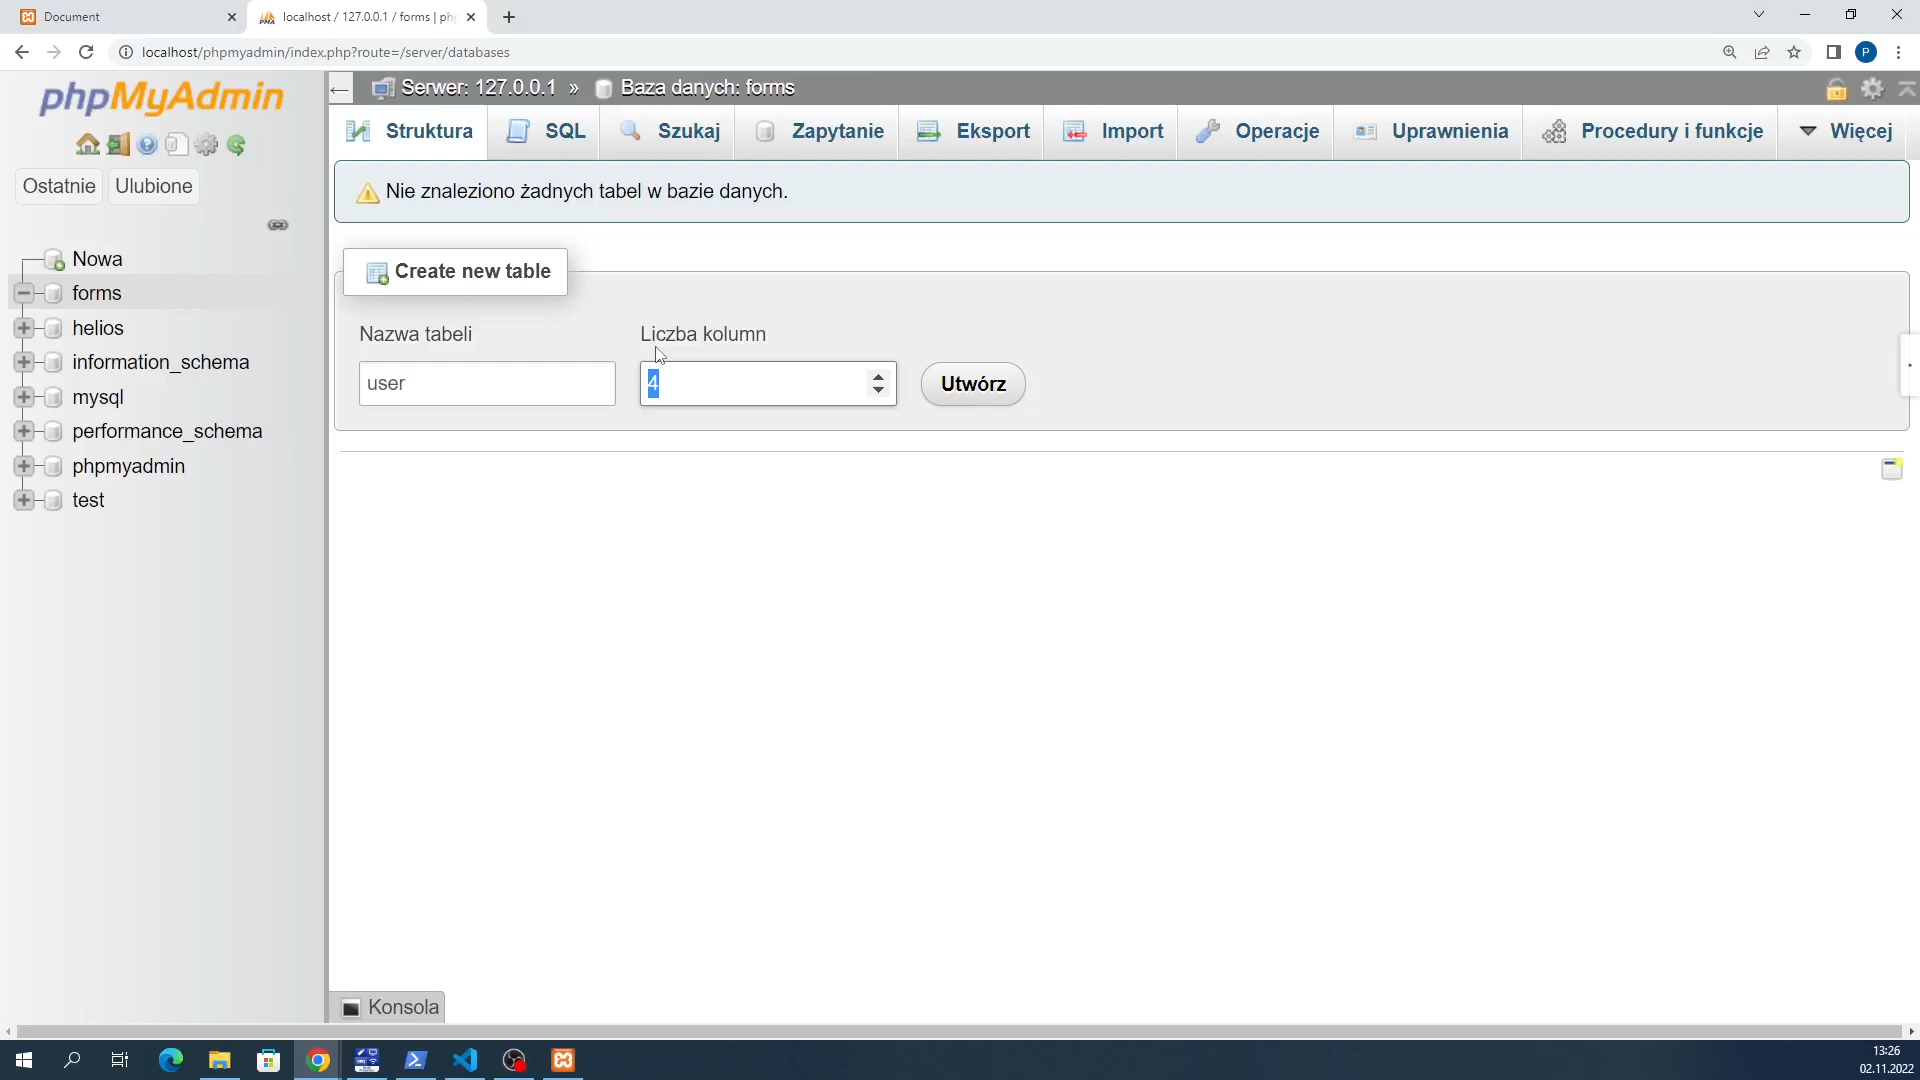 Document
localhost / 127.0.0.1 / forms | php
localhost/phpmyadmin/index.php?route=/server/databases
P
phpMyAdmin
Ostatnie
Ulubione
Nowa
forms
helios
information_schema
mysql
performance_schema
phpmyadmin
test
Serwer: 127.0.0.1 » Baza danych: forms
Struktura
SQL
Szukaj
Zapytanie
Eksport
Import
Operacje
Uprawnienia
Procedury i funkcje
Więcej
Nie znaleziono żadnych tabel w bazie danych.
Create new table
Nazwa tabeli
Liczba kolumn
user
4
Utwórz
Konsola
13:26
02.11.2022